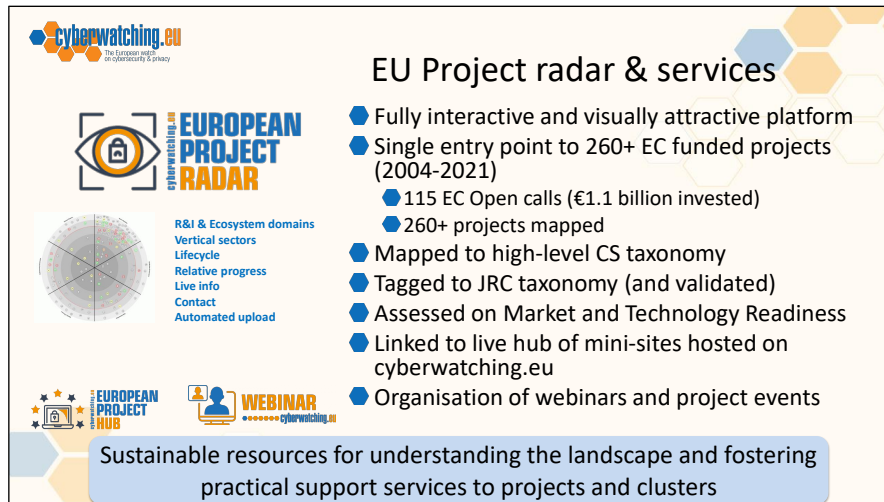 cyberwatching.eu
The European watch
on cybersecurity & privacy
EU Project radar & services
cyberwatching.eu
EUROPEAN
PROJECT
RADAR
R&I & Ecosystem domains
Vertical sectors
Lifecycle
Relative progress
Live info
Contact
Automated upload
Fully interactive and visually attractive platform
Single entry point to 260+ EC funded projects
(2004-2021)
115 EC Open calls (€1.1 billion invested)
260+ projects mapped
Mapped to high-level CS taxonomy
Tagged to JRC taxonomy (and validated)
Assessed on Market and Technology Readiness
Linked to live hub of mini-sites hosted on
cyberwatching.eu
Organisation of webinars and project events
cyberwatching.eu
EUROPEAN
PROJECT
HUB
WEBINAR
cyberwatching.eu
Sustainable resources for understanding the landscape and fostering
practical support services to projects and clusters